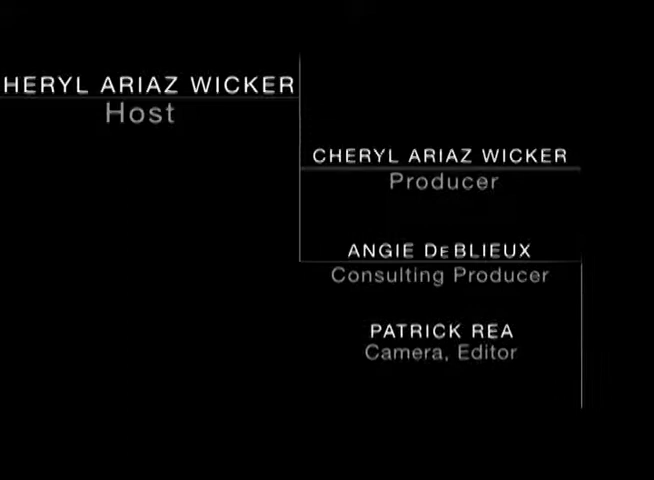 HERYL ARIAZ WICKER
Host
CHERYL ARIAZ WICKER
Producer
ANGIE DEBLIEUX
Consulting Producer
PATRICK REA
Camera, Editor